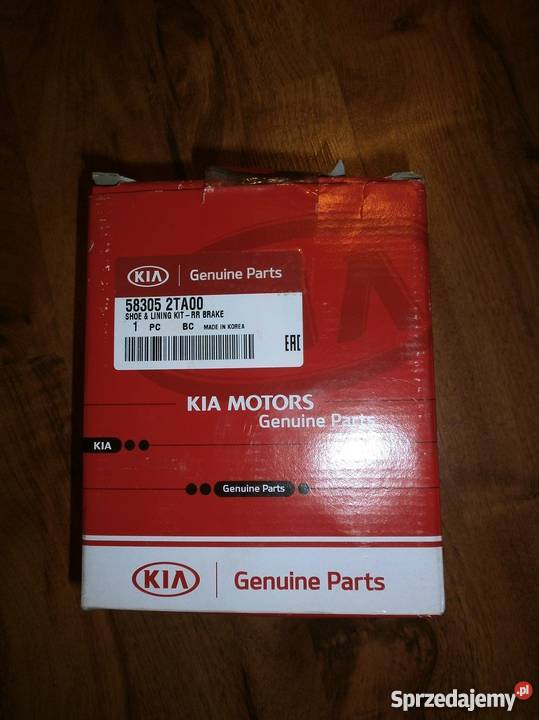 KIA Genuine Parts
58305 2TA00
SHOE & LINING KIT-RR BRAKE
1 PC BC MADE IN KOREA
EAC
KIA MOTORS
Genuine Parts
KIA
Genuine Parts
KIA Genuine Parts
Sprzedajemy.pl